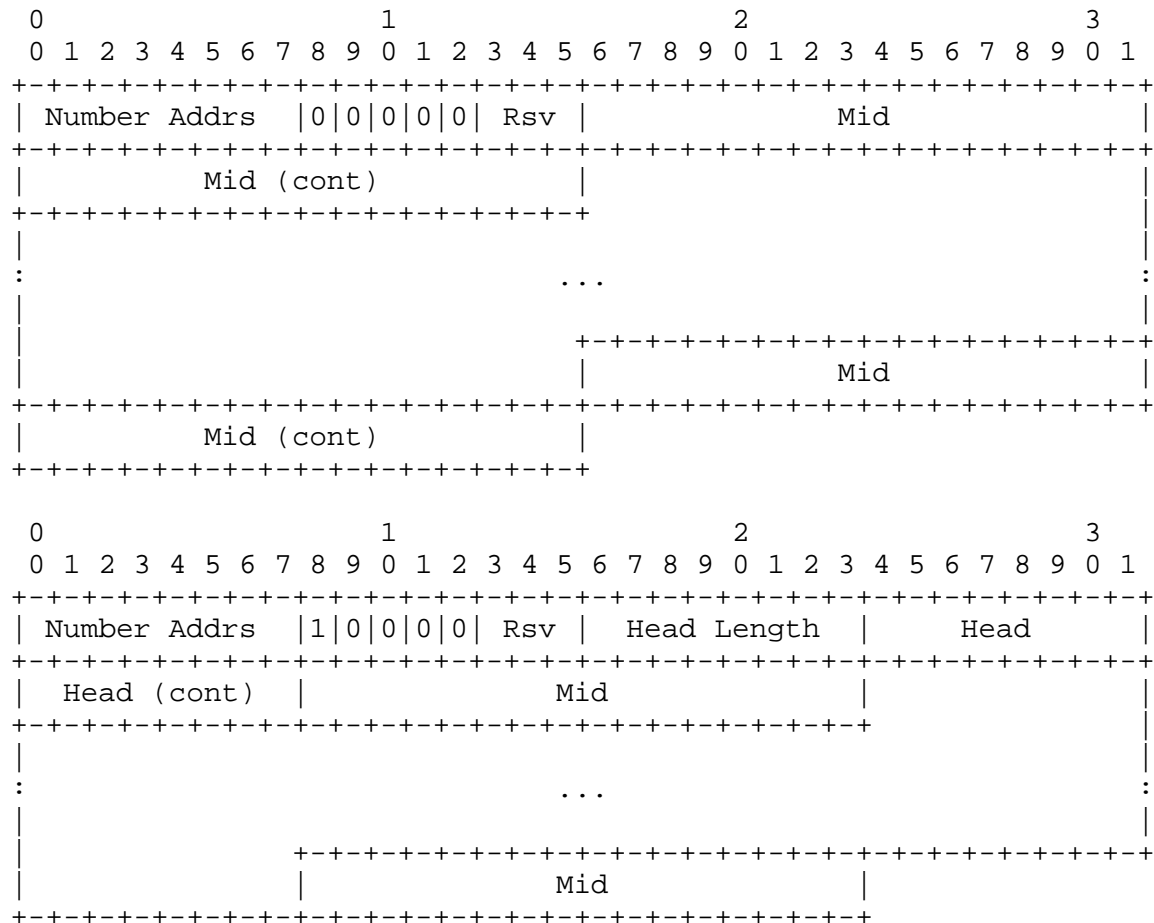 0                   1                   2                   3
 0 1 2 3 4 5 6 7 8 9 0 1 2 3 4 5 6 7 8 9 0 1 2 3 4 5 6 7 8 9 0 1
+-+-+-+-+-+-+-+-+-+-+-+-+-+-+-+-+-+-+-+-+-+-+-+-+-+-+-+-+-+-+-+-+
| Number Addrs  |0|0|0|0|0| Rsv |              Mid              |
+-+-+-+-+-+-+-+-+-+-+-+-+-+-+-+-+-+-+-+-+-+-+-+-+-+-+-+-+-+-+-+-+
|          Mid (cont)           |                               |
+-+-+-+-+-+-+-+-+-+-+-+-+-+-+-+-+                               |
|                                                               |
:                              ...                              :
|                                                               |
|                               +-+-+-+-+-+-+-+-+-+-+-+-+-+-+-+-+
|                               |              Mid              |
+-+-+-+-+-+-+-+-+-+-+-+-+-+-+-+-+-+-+-+-+-+-+-+-+-+-+-+-+-+-+-+-+
|          Mid (cont)           |
+-+-+-+-+-+-+-+-+-+-+-+-+-+-+-+-+

 0                   1                   2                   3
 0 1 2 3 4 5 6 7 8 9 0 1 2 3 4 5 6 7 8 9 0 1 2 3 4 5 6 7 8 9 0 1
+-+-+-+-+-+-+-+-+-+-+-+-+-+-+-+-+-+-+-+-+-+-+-+-+-+-+-+-+-+-+-+-+
| Number Addrs  |1|0|0|0|0| Rsv |  Head Length  |     Head      |
+-+-+-+-+-+-+-+-+-+-+-+-+-+-+-+-+-+-+-+-+-+-+-+-+-+-+-+-+-+-+-+-+
|  Head (cont)  |              Mid              |               |
+-+-+-+-+-+-+-+-+-+-+-+-+-+-+-+-+-+-+-+-+-+-+-+-+               |
|                                                               |
:                              ...                              :
|                                                               |
|               +-+-+-+-+-+-+-+-+-+-+-+-+-+-+-+-+-+-+-+-+-+-+-+-+
|               |              Mid              |
+-+-+-+-+-+-+-+-+-+-+-+-+-+-+-+-+-+-+-+-+-+-+-+-+